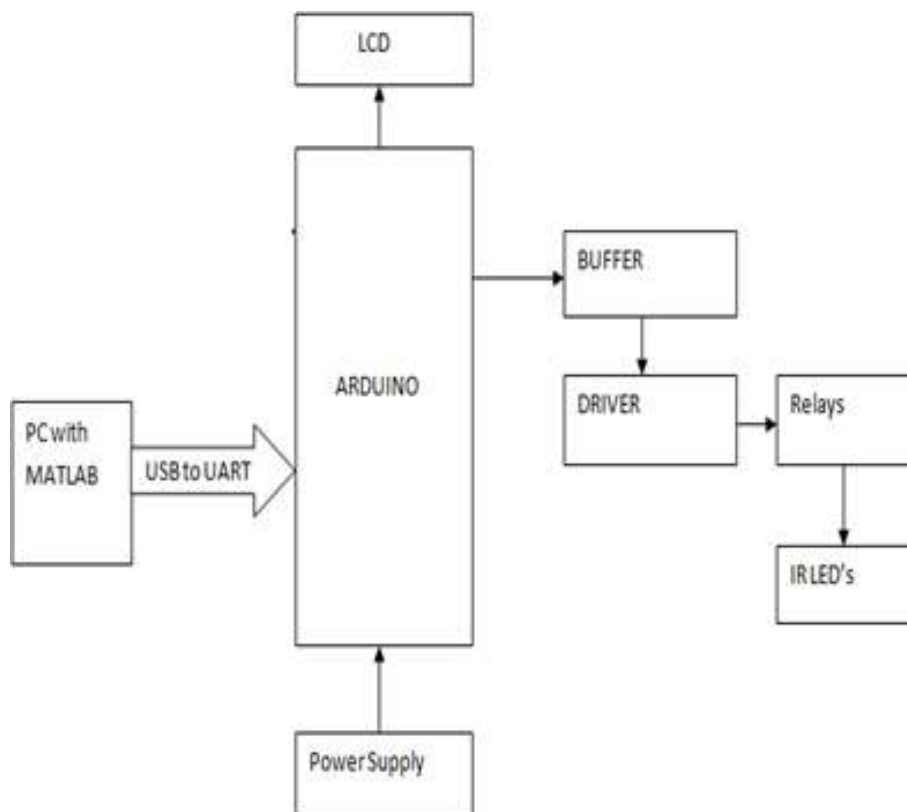 LCD
BUFFER
ARDUINO
DRIVER
Relays
PC with
MATLAB
USB to UART
IR LED's
Power Supply